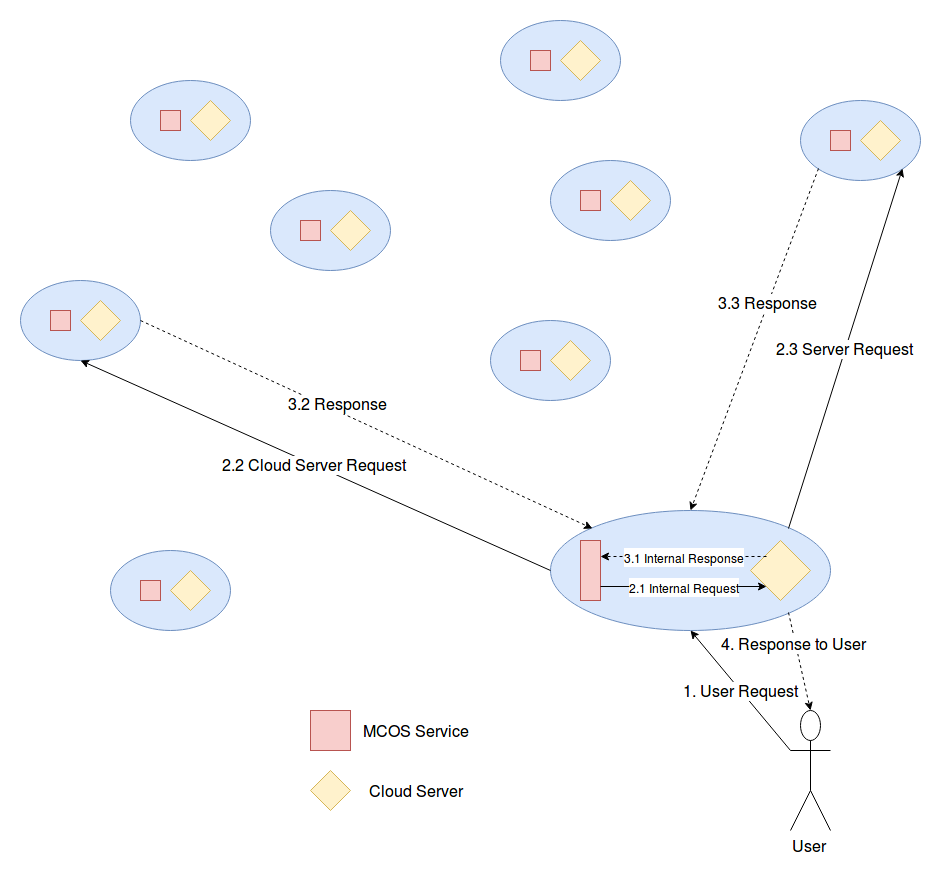 3.3 Response
2.3 Server Request
3.2 Response
2.2 Cloud Server Request
3.1 Internal Response
2.1 Internal Request
4. Response to User
1. User Request
MCOS Service
Cloud Server
User